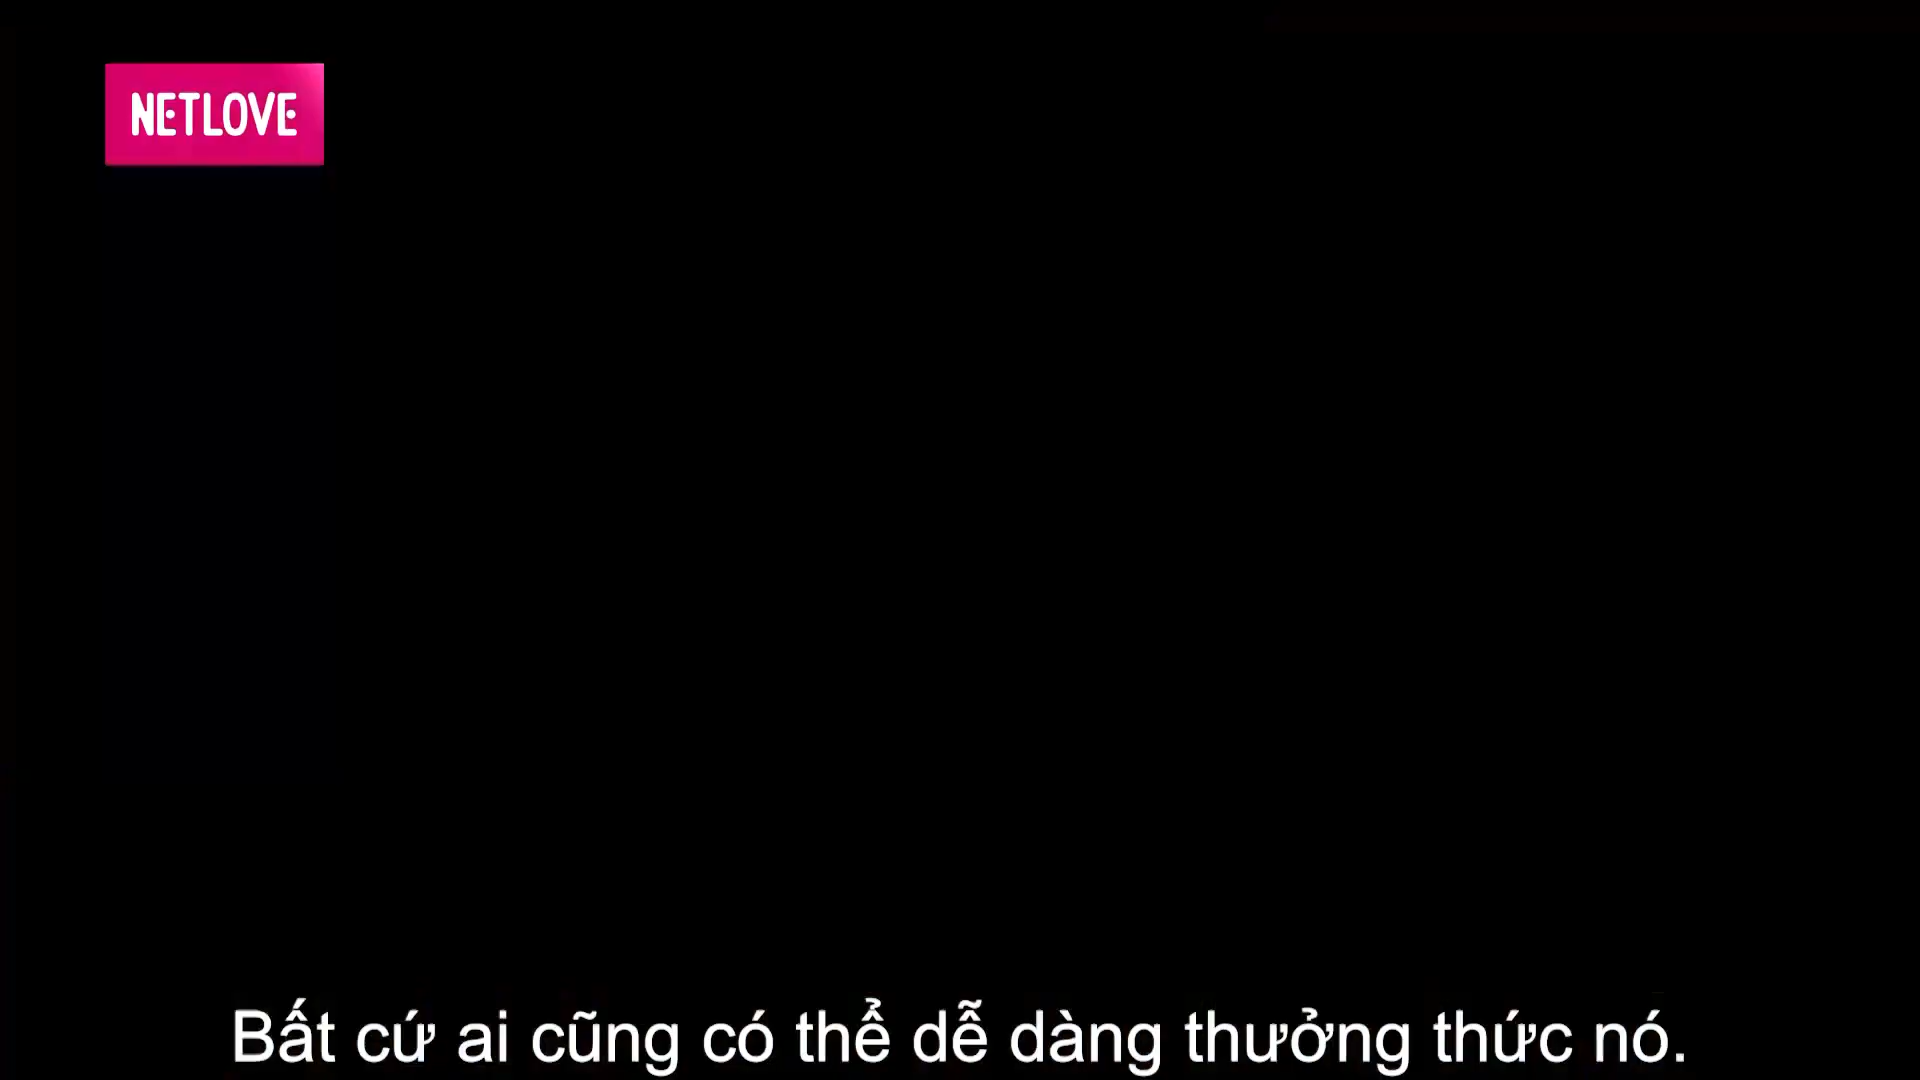 NETLOVE
Bất cứ ai cũng có thể dễ dàng thưởng thức nó.